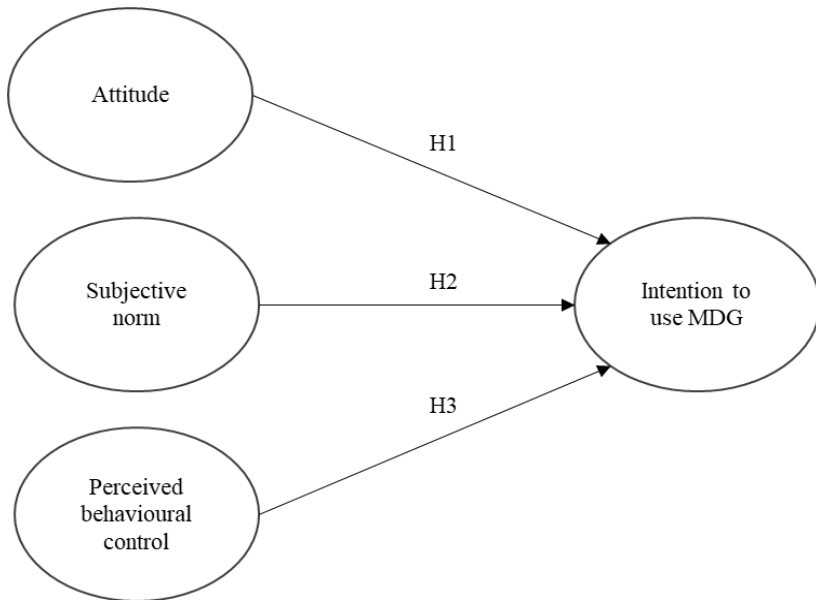 Attitude
H1
Subjective
norm
H2
Intention to
use MDG
H3
Perceived
behavioural
control